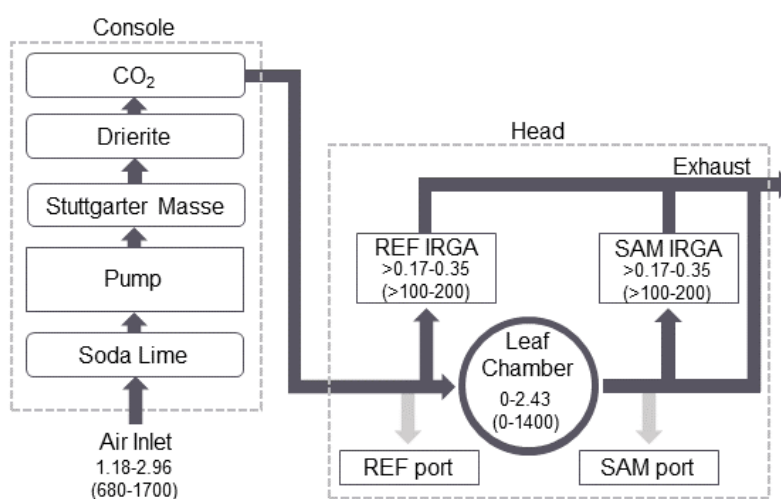 Console
CO₂
Drierite
Stuttgarter Masse
Pump
Soda Lime
Air Inlet
1.18-2.96
(680-1700)
Head
Exhaust
REF IRGA
>0.17-0.35
(>100-200)
SAM IRGA
>0.17-0.35
(>100-200)
Leaf
Chamber
0-2.43
(0-1400)
REF port
SAM port